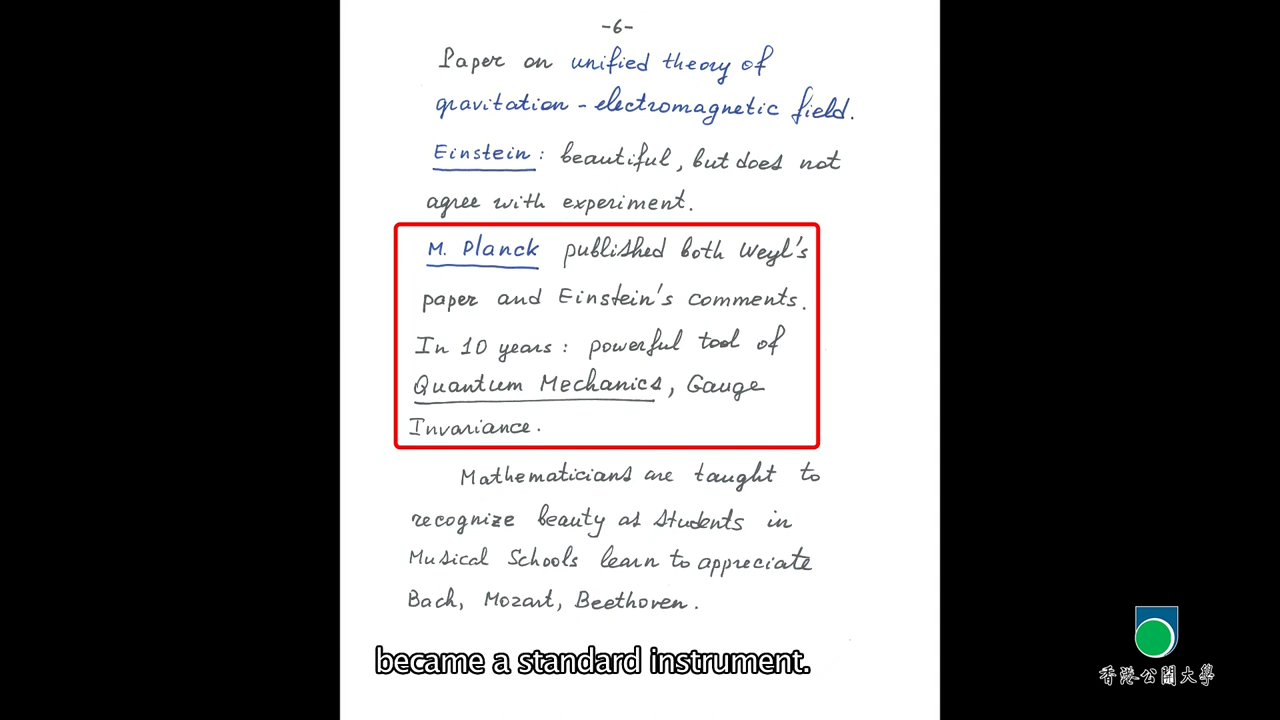 -6-
Paper on unified theory of
gravitation - electromagnetic field.
Einstein: beautiful, but does not
agree with experiment.
M. Planck published both Weyl's
paper and Einstein's comments.
In 10 years: powerful tool of
Quantum Mechanics, Gauge
Invariance.
Mathematicians are taught to
recognize beauty as students in
Musical Schools learn to appreciate
Bach, Mozart, Beethoven.
became a standard instrument.
香港公開大學